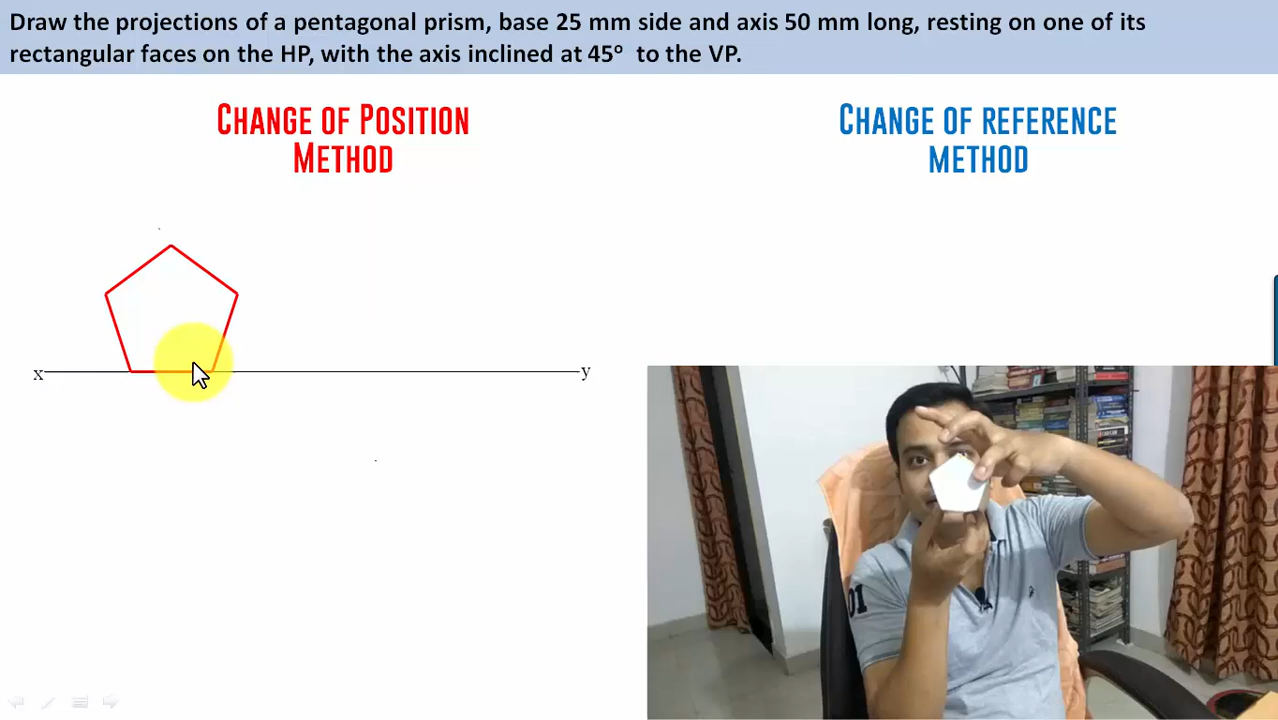 Draw the projections of a pentagonal prism, base 25 mm side and axis 50 mm long, resting on one of its
rectangular faces on the HP, with the axis inclined at 45° to the VP.
CHANGE OF POSITION
METHOD
CHANGE OF REFERENCE
METHOD
x
y